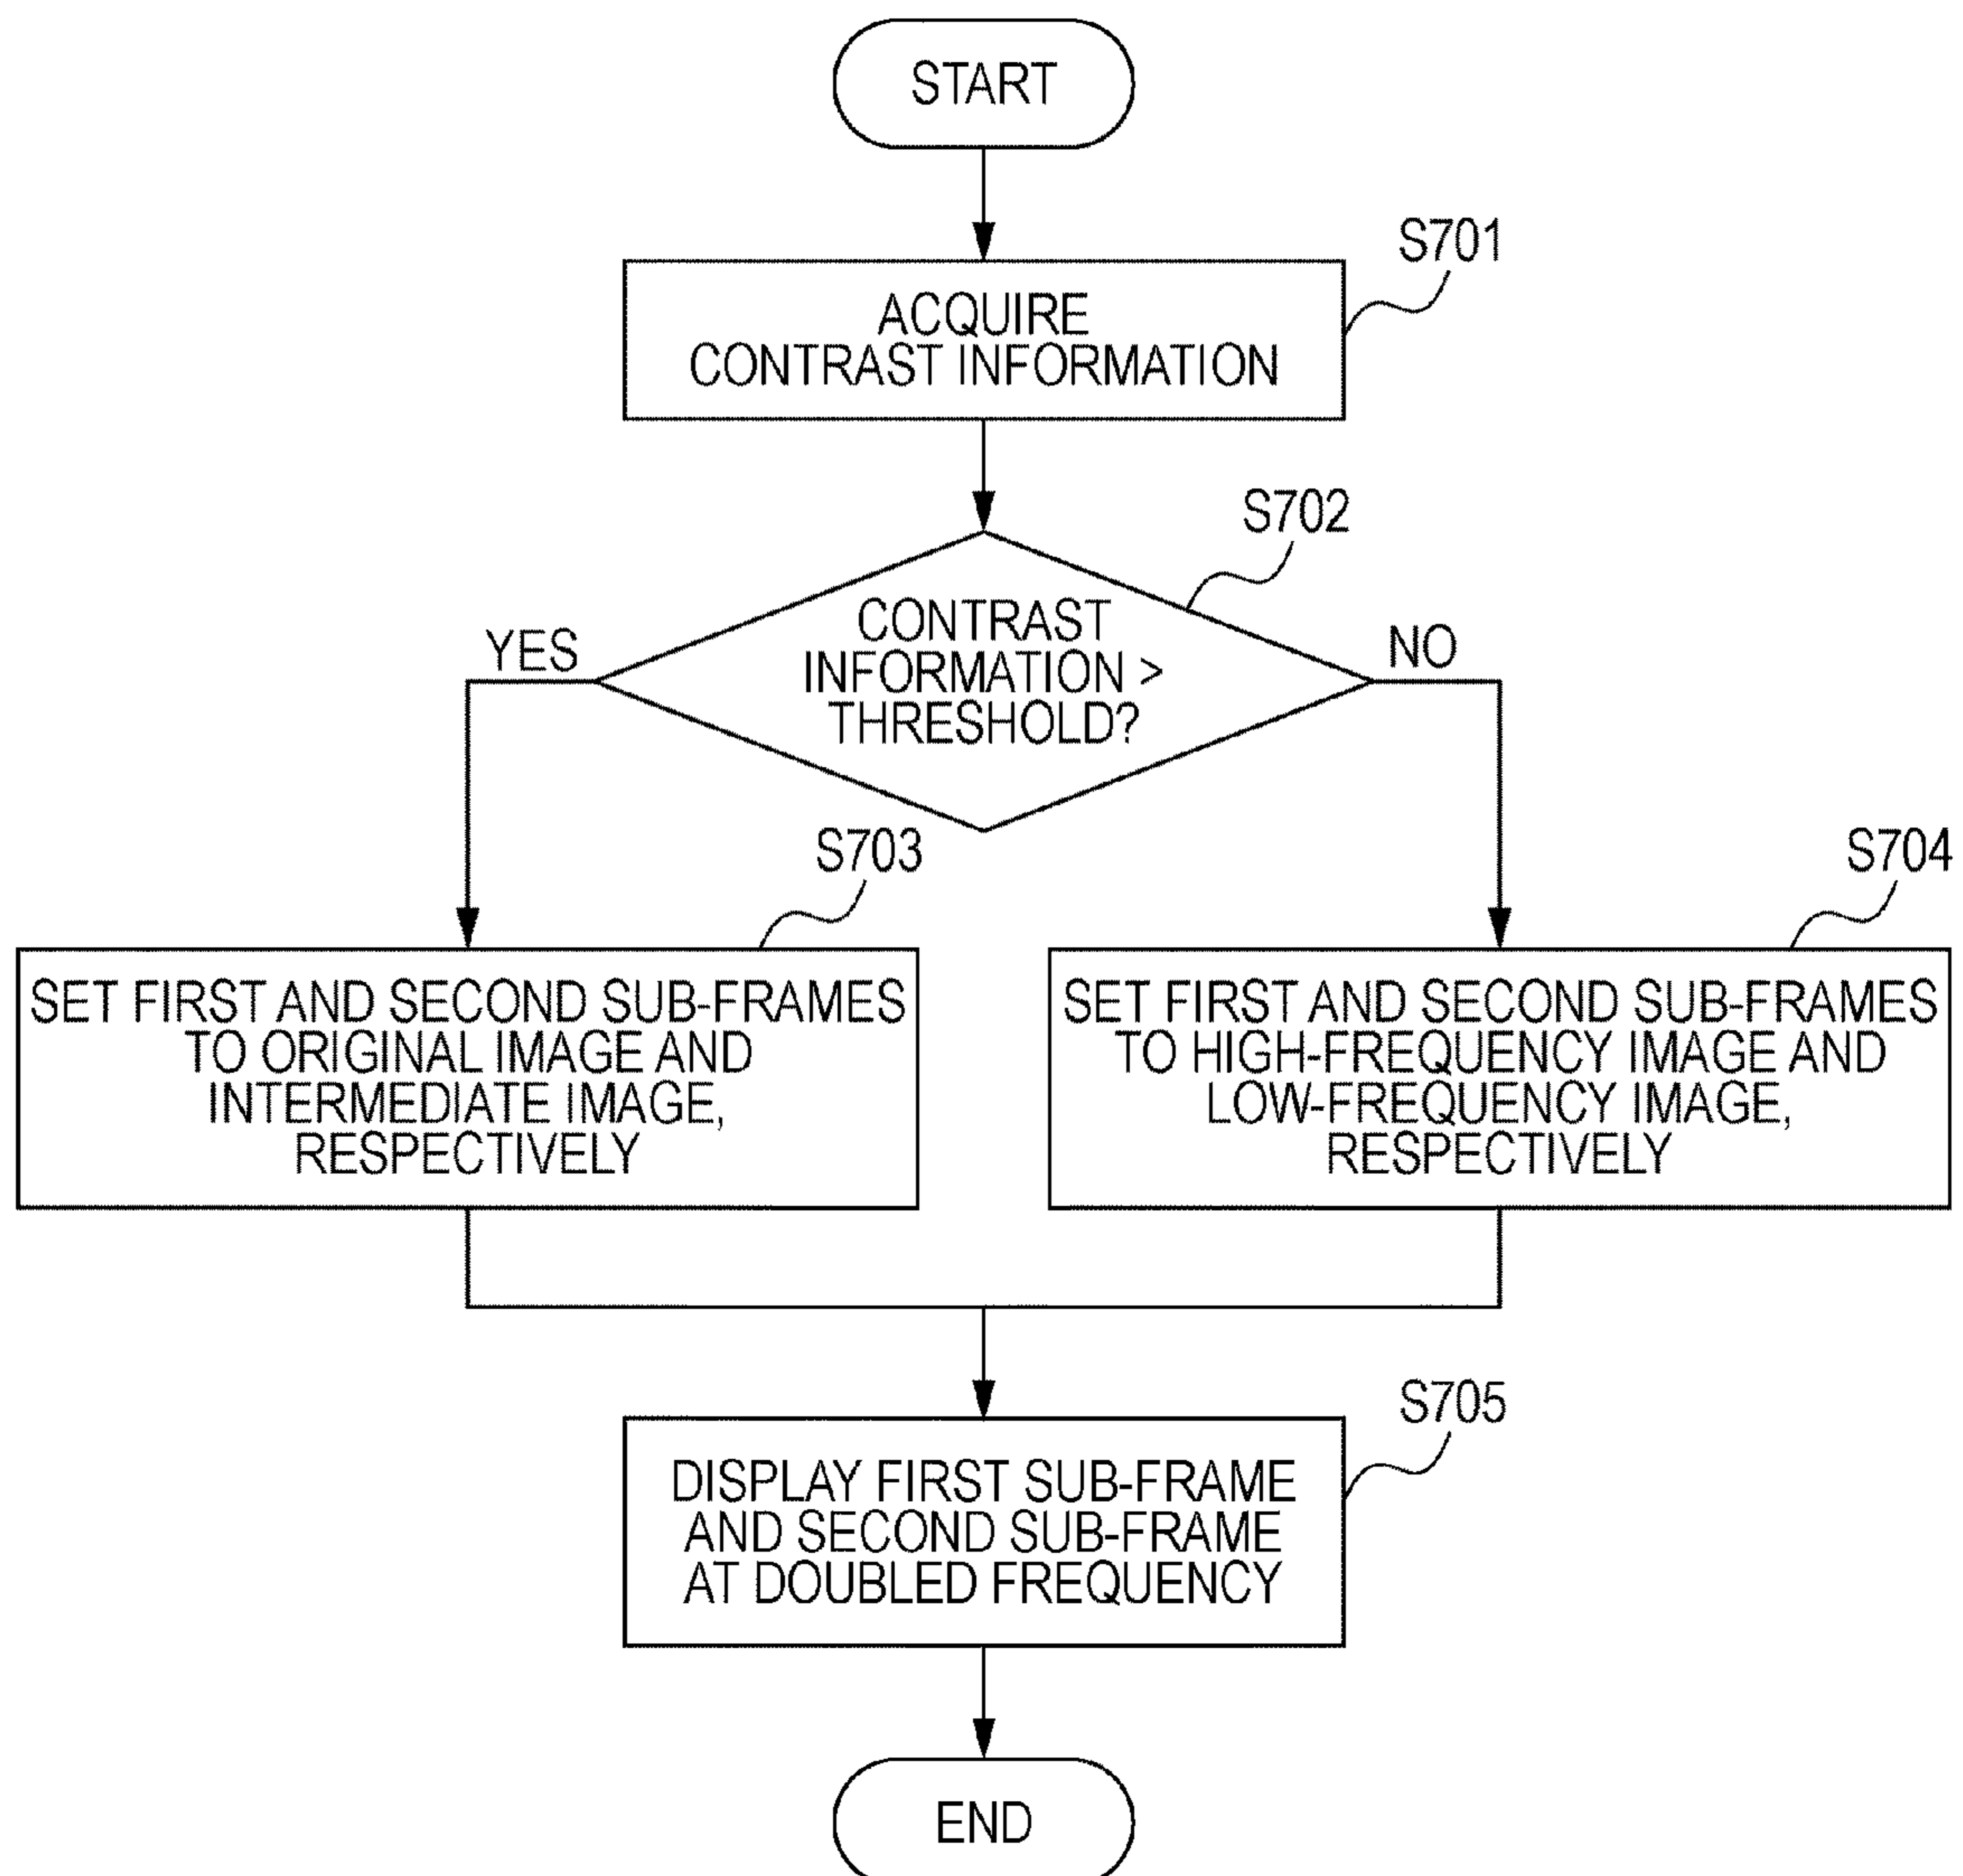 START
S701
ACQUIRE
CONTRAST INFORMATION
S702
CONTRAST
INFORMATION >
THRESHOLD?
YES
NO
S703
S704
SET FIRST AND SECOND SUB-FRAMES
TO ORIGINAL IMAGE AND
INTERMEDIATE IMAGE,
RESPECTIVELY
SET FIRST AND SECOND SUB-FRAMES
TO HIGH-FREQUENCY IMAGE AND
LOW-FREQUENCY IMAGE,
RESPECTIVELY
S705
DISPLAY FIRST SUB-FRAME
AND SECOND SUB-FRAME
AT DOUBLED FREQUENCY
END